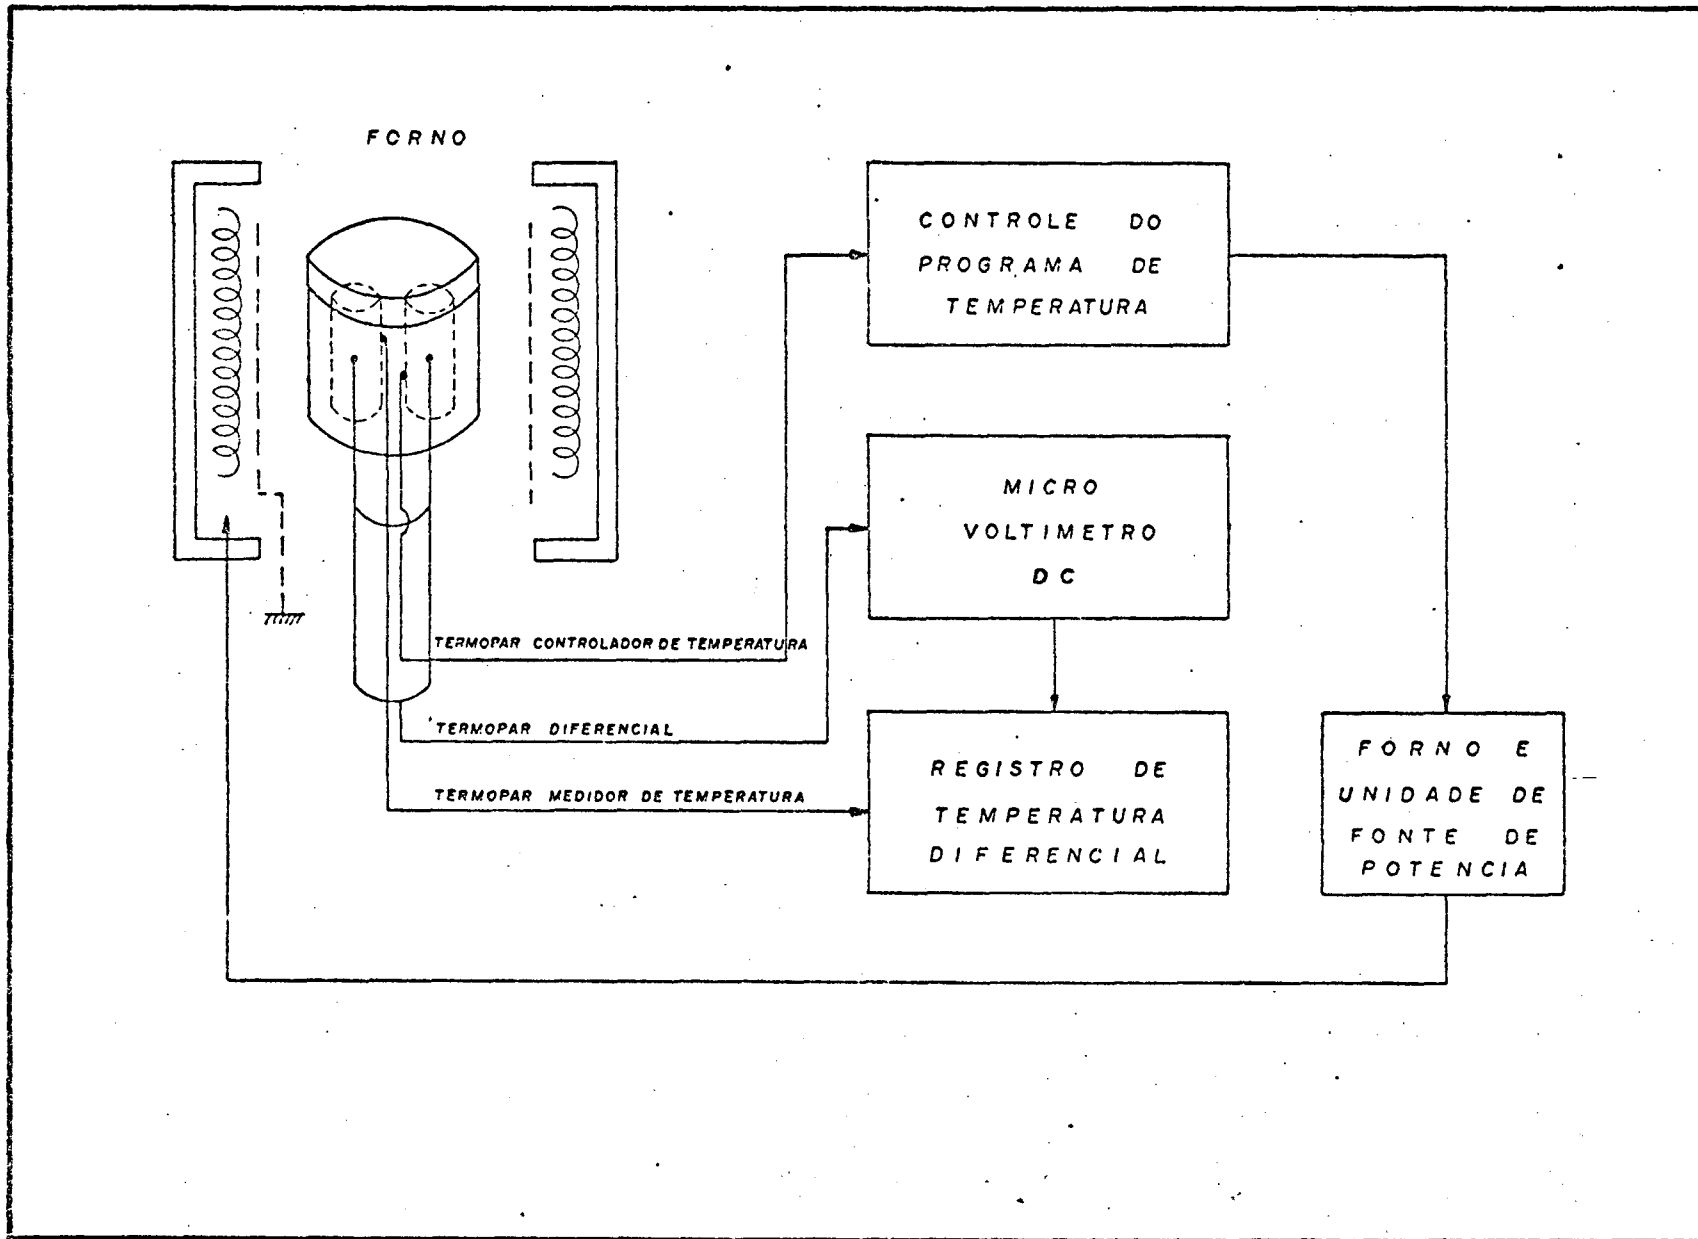 FORNO
CONTROLE DO
PROGRAMA DE
TEMPERATURA
MICRO
VOLTIMETRO
DC
TERMOPAR CONTROLADOR DE TEMPERATURA
TERMOPAR DIFERENCIAL
TERMOPAR MEDIDOR DE TEMPERATURA
REGISTRO DE
TEMPERATURA
DIFERENCIAL
FORNO E
UNIDADE DE
FONTE DE
POTENCIA